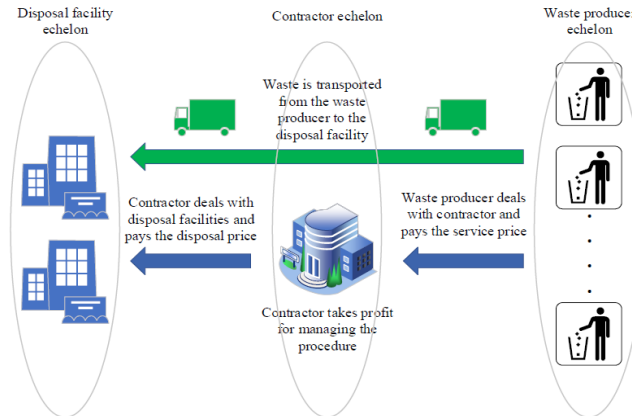 Disposal facility
echelon
Contractor echelon
Waste producer
echelon
Waste is transported
from the waste
producer to the
disposal facility
Contractor deals with
disposal facilities and
pays the disposal price
Waste producer deals
with contractor and
pays the service price
Contractor takes profit
for managing the
procedure